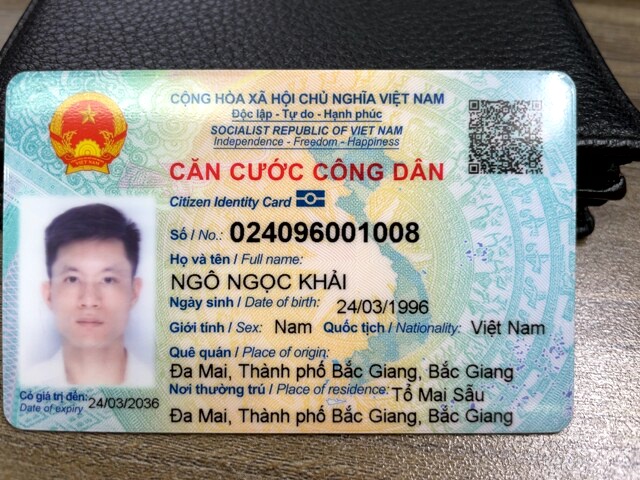 CỘNG HÒA XÃ HỘI CHỦ NGHĨA VIỆT NAM
Độc lập - Tự do - Hạnh phúc
SOCIALIST REPUBLIC OF VIET NAM
Independence - Freedom - Happiness
CĂN CƯỚC CÔNG DÂN
Citizen Identity Card
Số / No.: 024096001008
Họ và tên / Full name:
NGÔ NGỌC KHẢI
Ngày sinh / Date of birth: 24/03/1996
Giới tính / Sex: Nam Quốc tịch / Nationality: Việt Nam
Quê quán / Place of origin:
Đa Mai, Thành phố Bắc Giang, Bắc Giang
Nơi thường trú / Place of residence: Tổ Mai Sẫu
Đa Mai, Thành phố Bắc Giang, Bắc Giang
Có giá trị đến: 24/03/2036
Date of expiry
VIỆT NAM